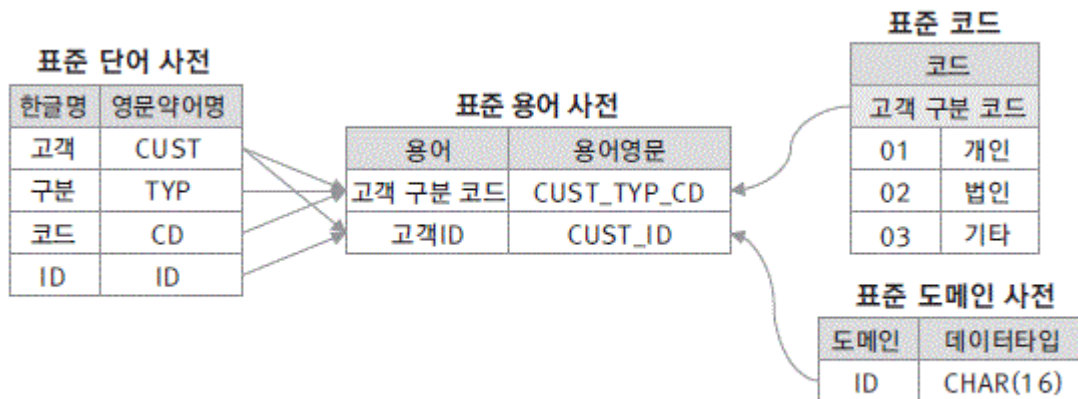 표준 단어 사전
한글명 영문약어명
고객 CUST
구분 TYP
코드 CD
ID ID
표준 용어 사전
용어 용어영문
고객 구분 코드 CUST_TYP_CD
고객ID CUST_ID
표준 코드
코드
고객 구분 코드
01 개인
02 법인
03 기타
표준 도메인 사전
도메인 데이터타입
ID CHAR(16)